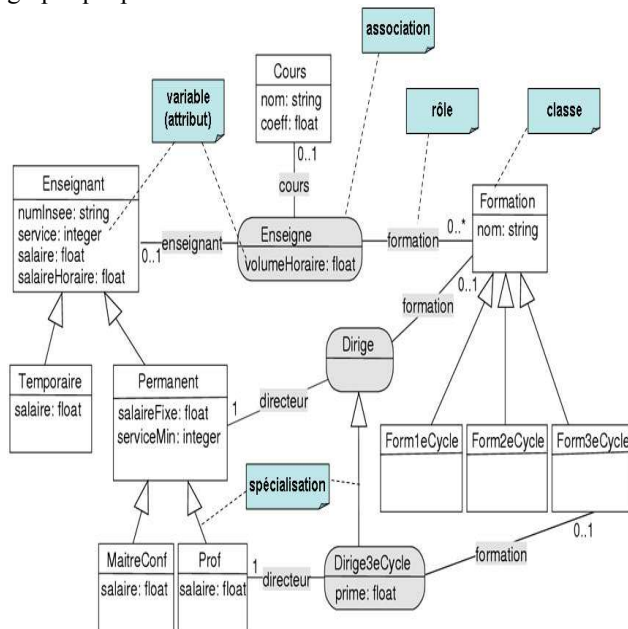 association
Cours
nom: string
coeff: float
variable
(attribut)
rôle
classe
0..1
cours
Enseignant
numInsee: string
service: integer
salaire: float
salaireHoraire: float
0..1
enseignant
Enseigne
volumeHoraire: float
formation
0..*
Formation
nom: string
0..1
formation
Dirige
directeur
1
Temporaire
salaire: float
Permanent
salaireFixe: float
serviceMin: integer
Form1eCycle
Form2eCycle
Form3eCycle
0..1
spécialisation
formation
MaitreConf
salaire: float
Prof
salaire: float
1
directeur
Dirige3eCycle
prime: float